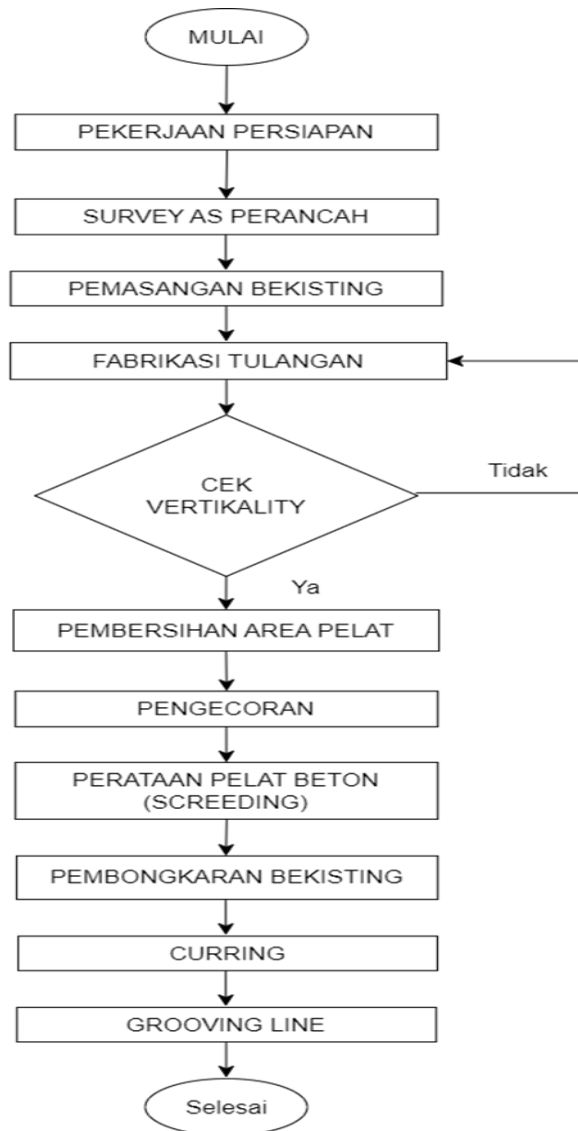 MULAI
PEKERJAAN PERSIAPAN
SURVEY AS PERANCAH
PEMASANGAN BEKISTING
FABRIKASI TULANGAN
CEK
VERTIKALITY
Tidak
Ya
PEMBERSIHAN AREA PELAT
PENGECORAN
PERATAAN PELAT BETON
(SCREEDING)
PEMBONGKARAN BEKISTING
CURRING
GROOVING LINE
Selesai